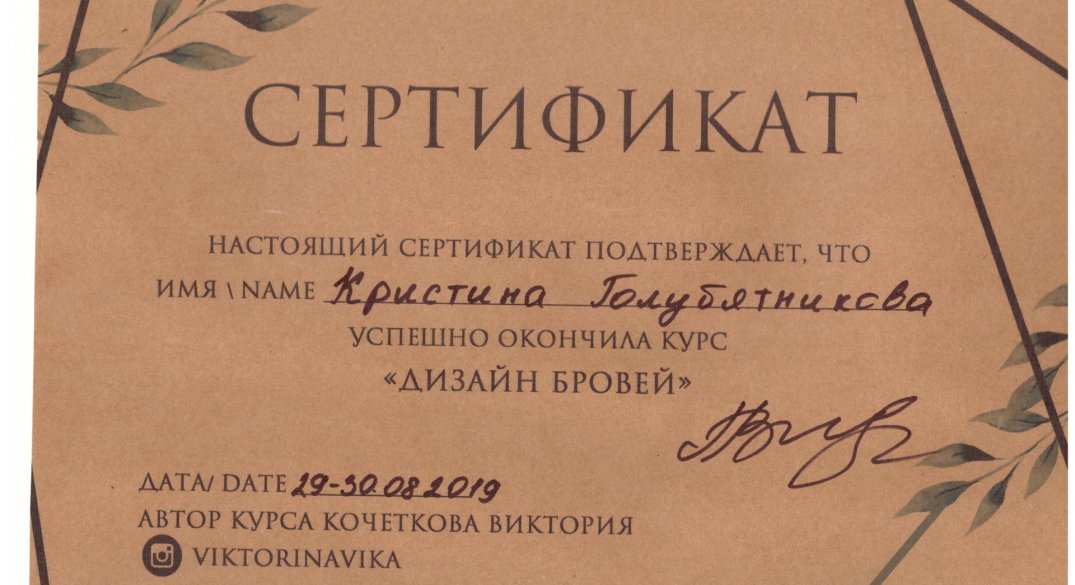 СЕРТИФИКАТ
НАСТОЯЩИЙ СЕРТИФИКАТ ПОДТВЕРЖДАЕТ, ЧТО
ИМЯ \ NAME Кристина Голубятникова
УСПЕШНО ОКОНЧИЛА КУРС
«ДИЗАЙН БРОВЕЙ»
ДАТА/ DATE 29-30.08 2019
АВТОР КУРСА КОЧЕТКОВА ВИКТОРИЯ
VIKTORINAVIKA